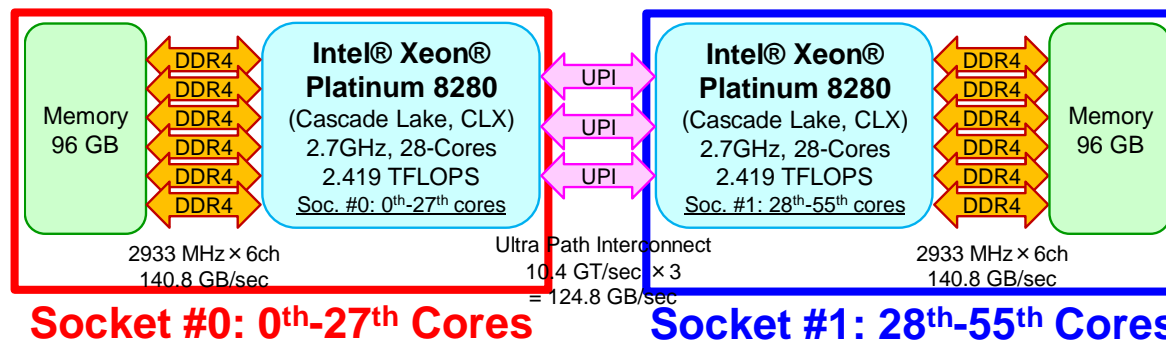 Memory
96 GB
DDR4
DDR4
DDR4
DDR4
DDR4
DDR4
Intel® Xeon®
Platinum 8280
(Cascade Lake, CLX)
2.7GHz, 28-Cores
2.419 TFLOPS
Soc. #0: 0th-27th cores
UPI
UPI
UPI
Intel® Xeon®
Platinum 8280
(Cascade Lake, CLX)
2.7GHz, 28-Cores
2.419 TFLOPS
Soc. #1: 28th-55th cores
DDR4
DDR4
DDR4
DDR4
DDR4
DDR4
Memory
96 GB
2933 MHz × 6ch
140.8 GB/sec
Ultra Path Interconnect
10.4 GT/sec × 3
= 124.8 GB/sec
2933 MHz × 6ch
140.8 GB/sec
Socket #0: 0th-27th Cores
Socket #1: 28th-55th Cores